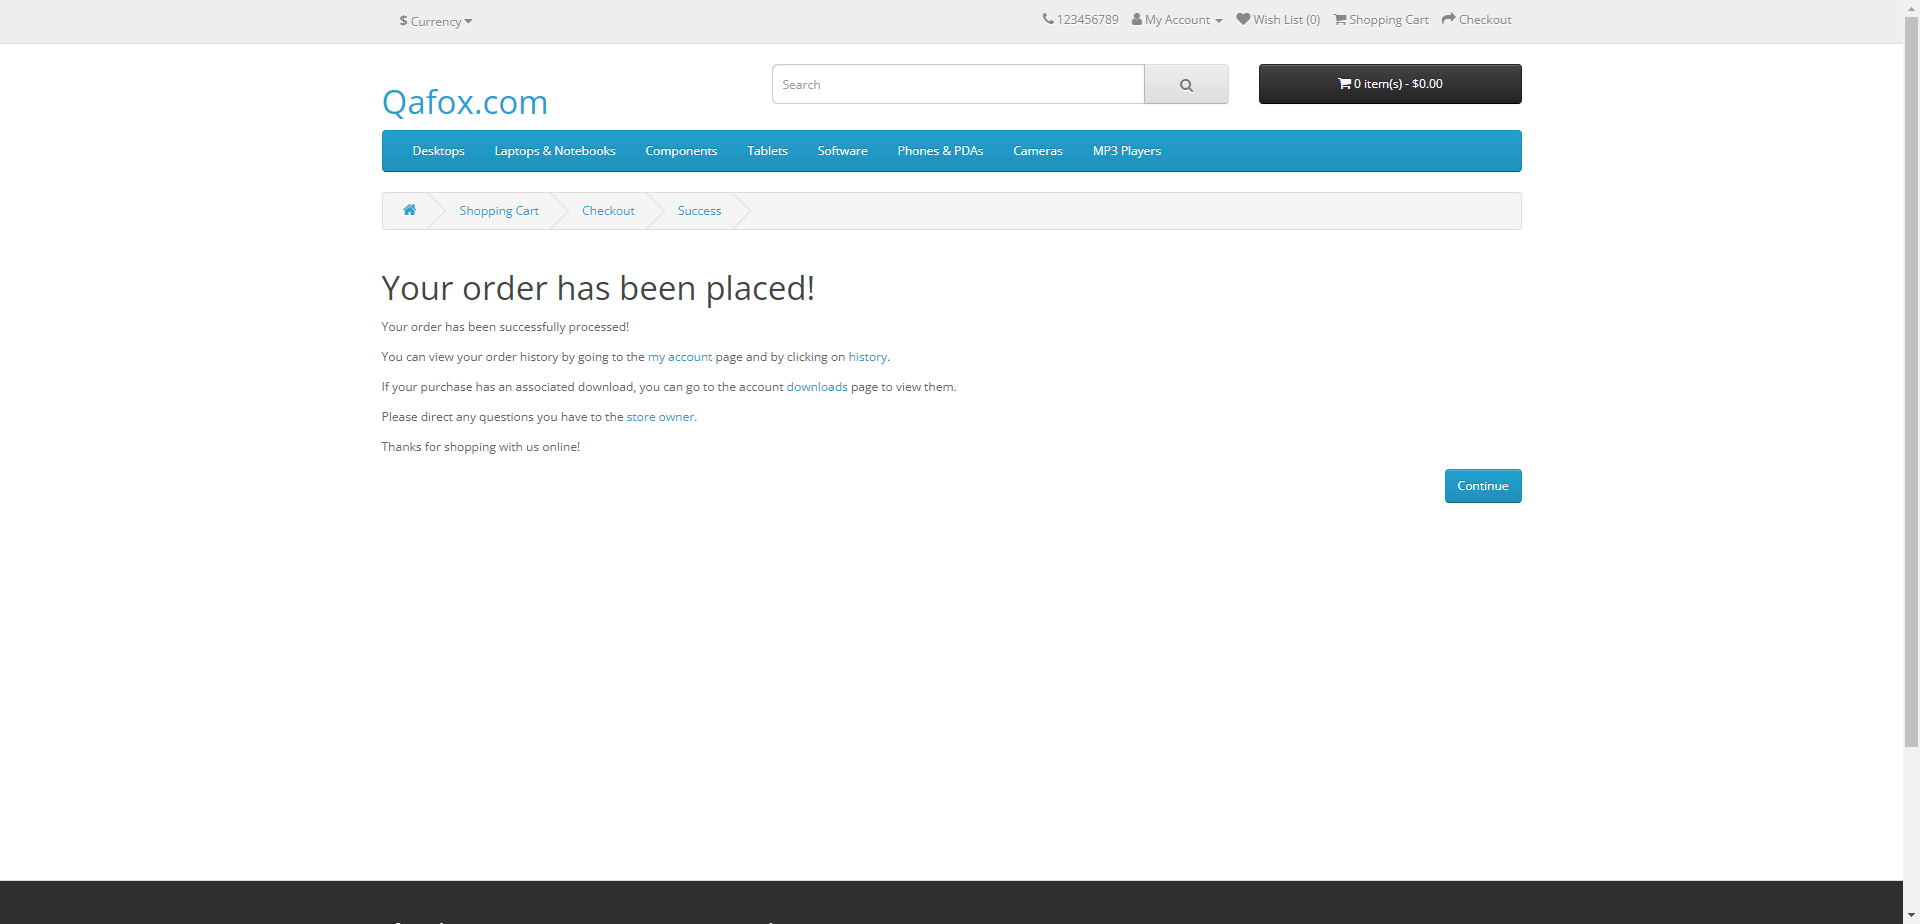 $ Currency
123456789 My Account Wish List (0) Shopping Cart Checkout
Qafox.com
Search
0 item(s) - $0.00
Desktops Laptops & Notebooks Components Tablets Software Phones & PDAs Cameras MP3 Players
Shopping Cart Checkout Success
Your order has been placed!
Your order has been successfully processed!
You can view your order history by going to the my account page and by clicking on history.
If your purchase has an associated download, you can go to the account downloads page to view them.
Please direct any questions you have to the store owner.
Thanks for shopping with us online!
Continue